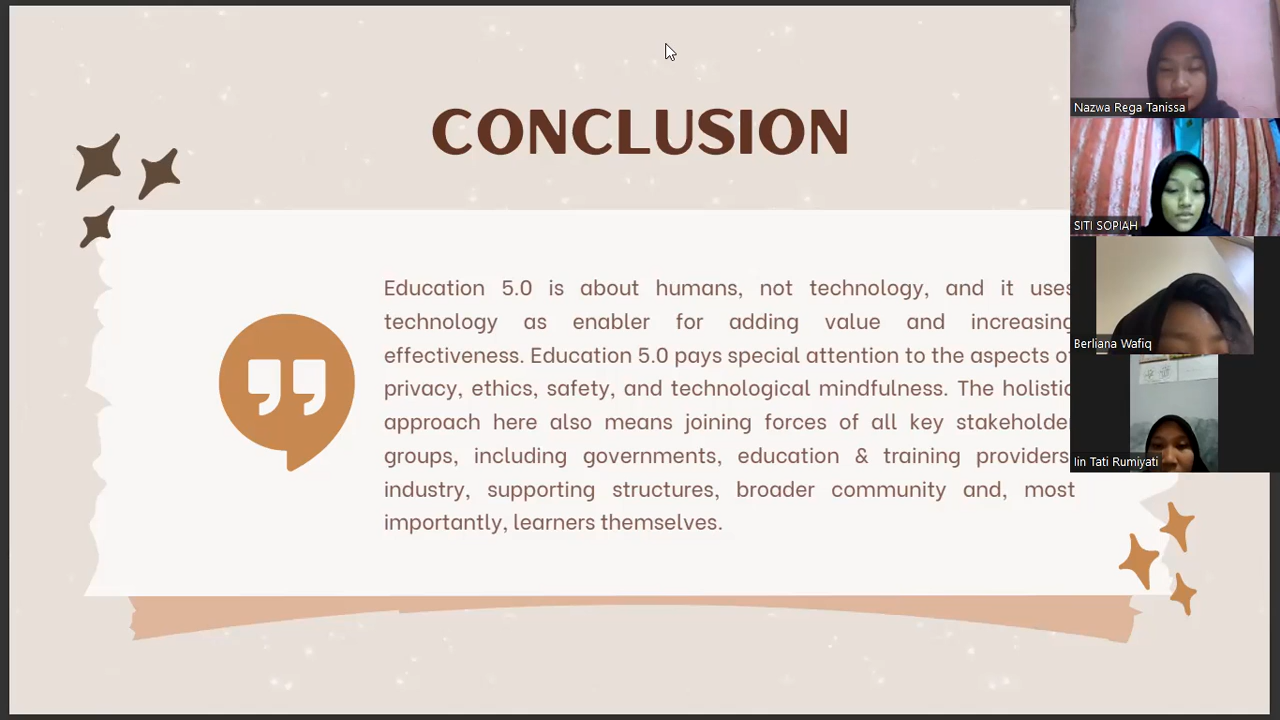 CONCLUSION
Education 5.0 is about humans, not technology, and it uses
technology as enabler for adding value and increasing
effectiveness. Education 5.0 pays special attention to the aspects of
privacy, ethics, safety, and technological mindfulness. The holistic
approach here also means joining forces of all key stakeholder
groups, including governments, education & training providers,
industry, supporting structures, broader community and, most
importantly, learners themselves.
Nazwa Rega Tanissa
SITI SOPIAH
Berliana Wafiq
Iin Tati Rumiyati